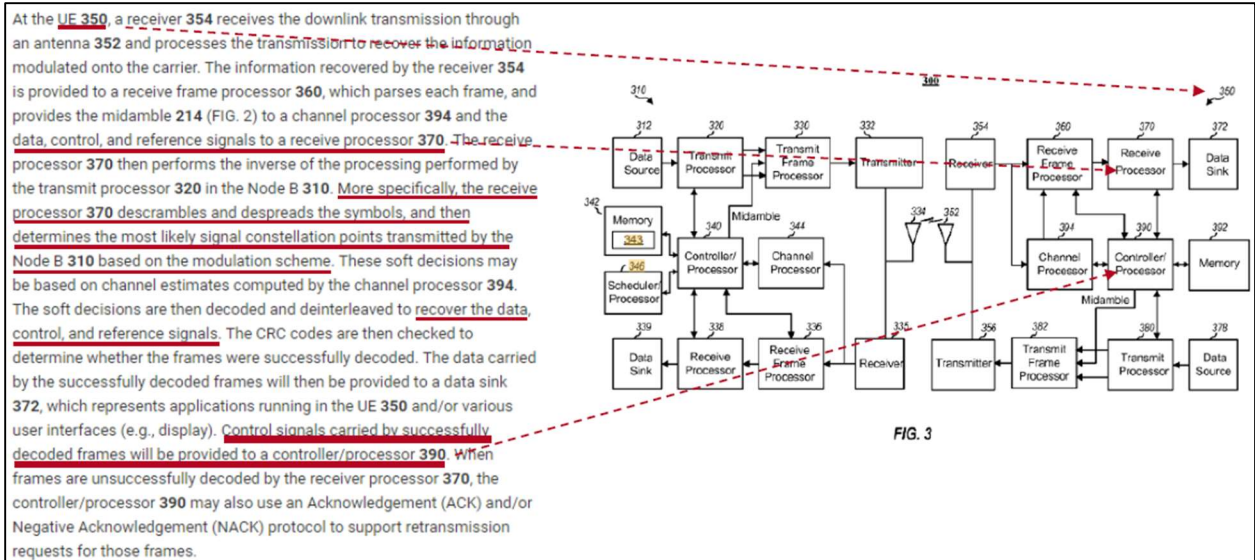 At the UE 350, a receiver 354 receives the downlink transmission through
an antenna 352 and processes the transmission to recover the information
modulated onto the carrier. The information recovered by the receiver 354
is provided to a receive frame processor 360, which parses each frame, and
provides the midamble 214 (FIG. 2) to a channel processor 394 and the
data, control, and reference signals to a receive processor 370. The receive
processor 370 then performs the inverse of the processing performed by
the transmit processor 320 in the Node B 310. More specifically, the receive
processor 370 descrambles and despreads the symbols, and then
determines the most likely signal constellation points transmitted by the
Node B 310 based on the modulation scheme. These soft decisions may
be based on channel estimates computed by the channel processor 394.
The soft decisions are then decoded and deinterleaved to recover the data,
control, and reference signals. The CRC codes are then checked to
determine whether the frames were successfully decoded. The data carried
by the successfully decoded frames will then be provided to a data sink
372, which represents applications running in the UE 350 and/or various
user interfaces (e.g., display). Control signals carried by successfully
decoded frames will be provided to a controller/processor 390. When
frames are unsuccessfully decoded by the receiver processor 370, the
controller/processor 390 may also use an Acknowledgement (ACK) and/or
Negative Acknowledgement (NACK) protocol to support retransmission
requests for those frames.
300
310
350
312
320
330
332
354
360
370
372
Data
Source
Transmit
Processor
Transmit
Frame
Processor
Transmitter
Receiver
Receive
Frame
Processor
Receive
Processor
Data
Sink
342
Memory
343
346
Scheduler/
Processor
Midamble
334
352
340
Controller/
Processor
344
Channel
Processor
394
Channel
Processor
390
Controller/
Processor
392
Memory
Midamble
339
Data
Sink
338
Receive
Processor
336
Receive
Frame
Processor
335
Receiver
356
Transmitter
382
Transmit
Frame
Processor
380
Transmit
Processor
378
Data
Source
FIG. 3